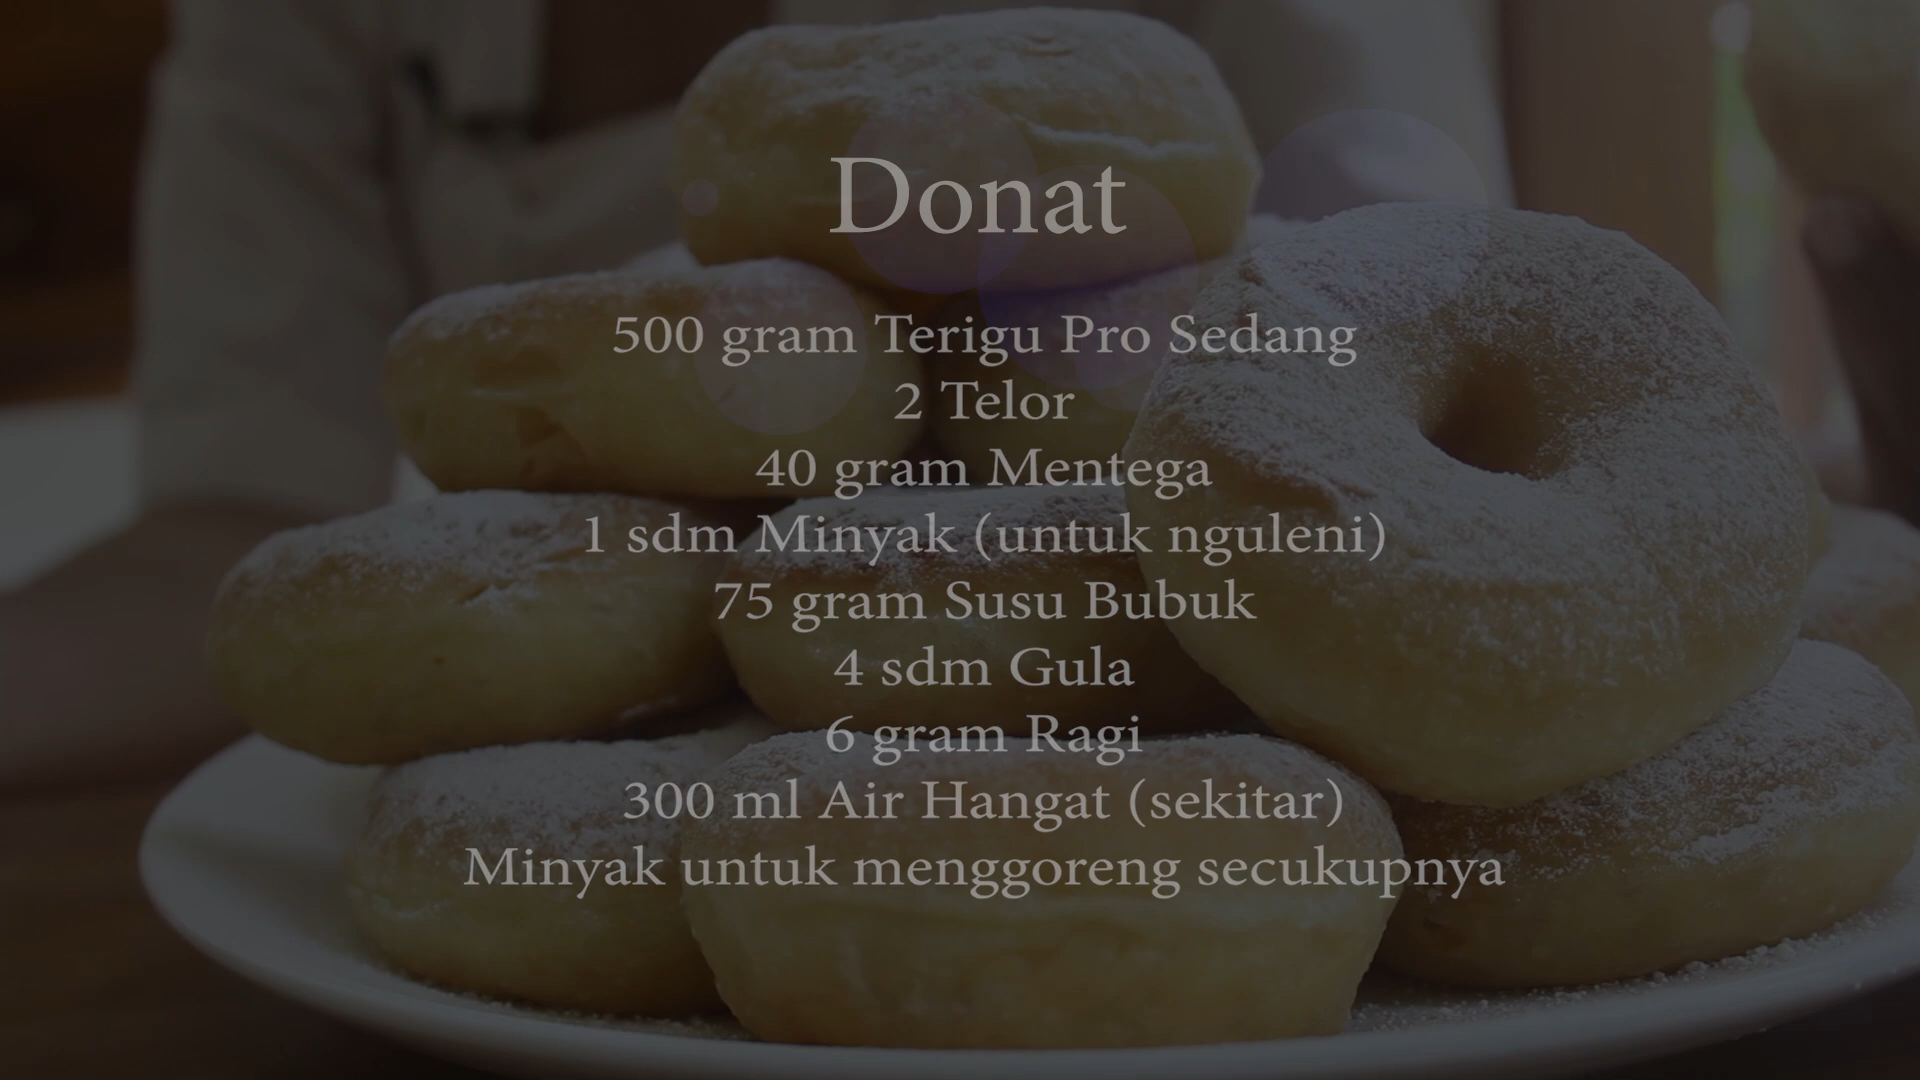 Donat
500 gram Terigu Pro Sedang
2 Telor
40 gram Mentega
1 sdm Minyak (untuk nguleni)
75 gram Susu Bubuk
4 sdm Gula
6 gram Ragi
300 ml Air Hangat (sekitar)
Minyak untuk menggoreng secukupnya